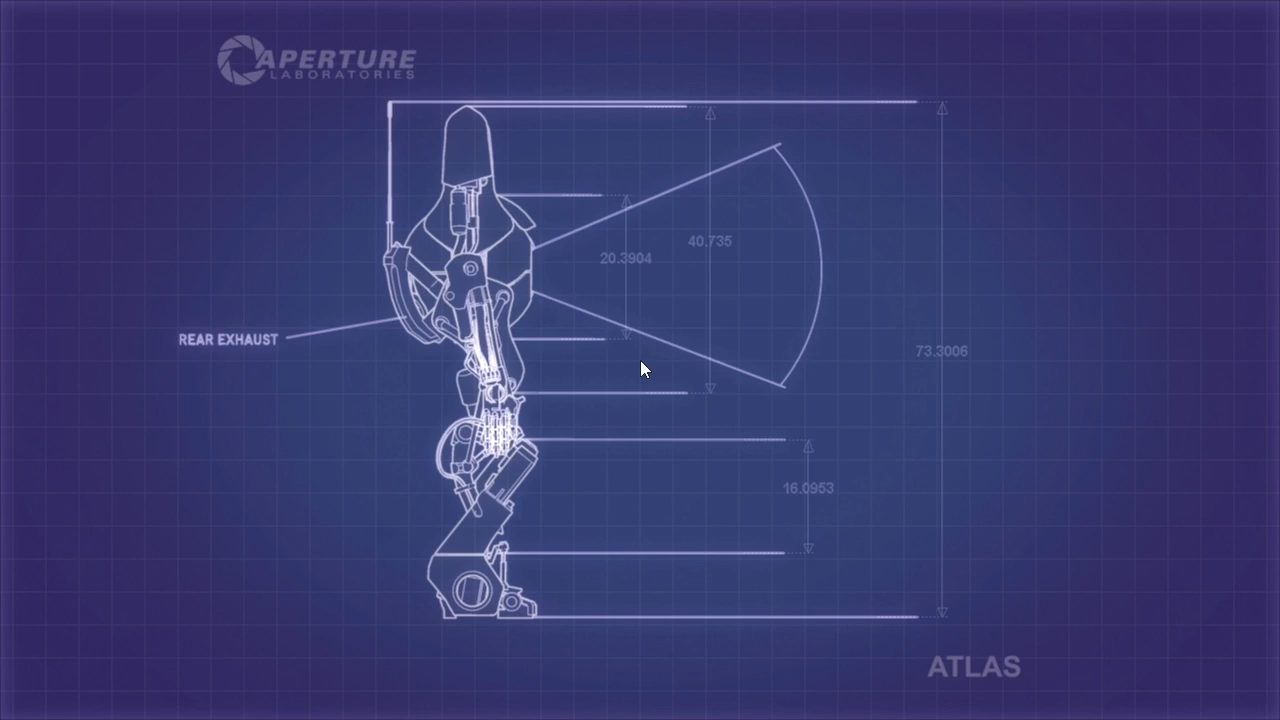 APERTURE
LABORATORIES
40.735
20.3904
REAR EXHAUST
73.3006
16.0953
ATLAS